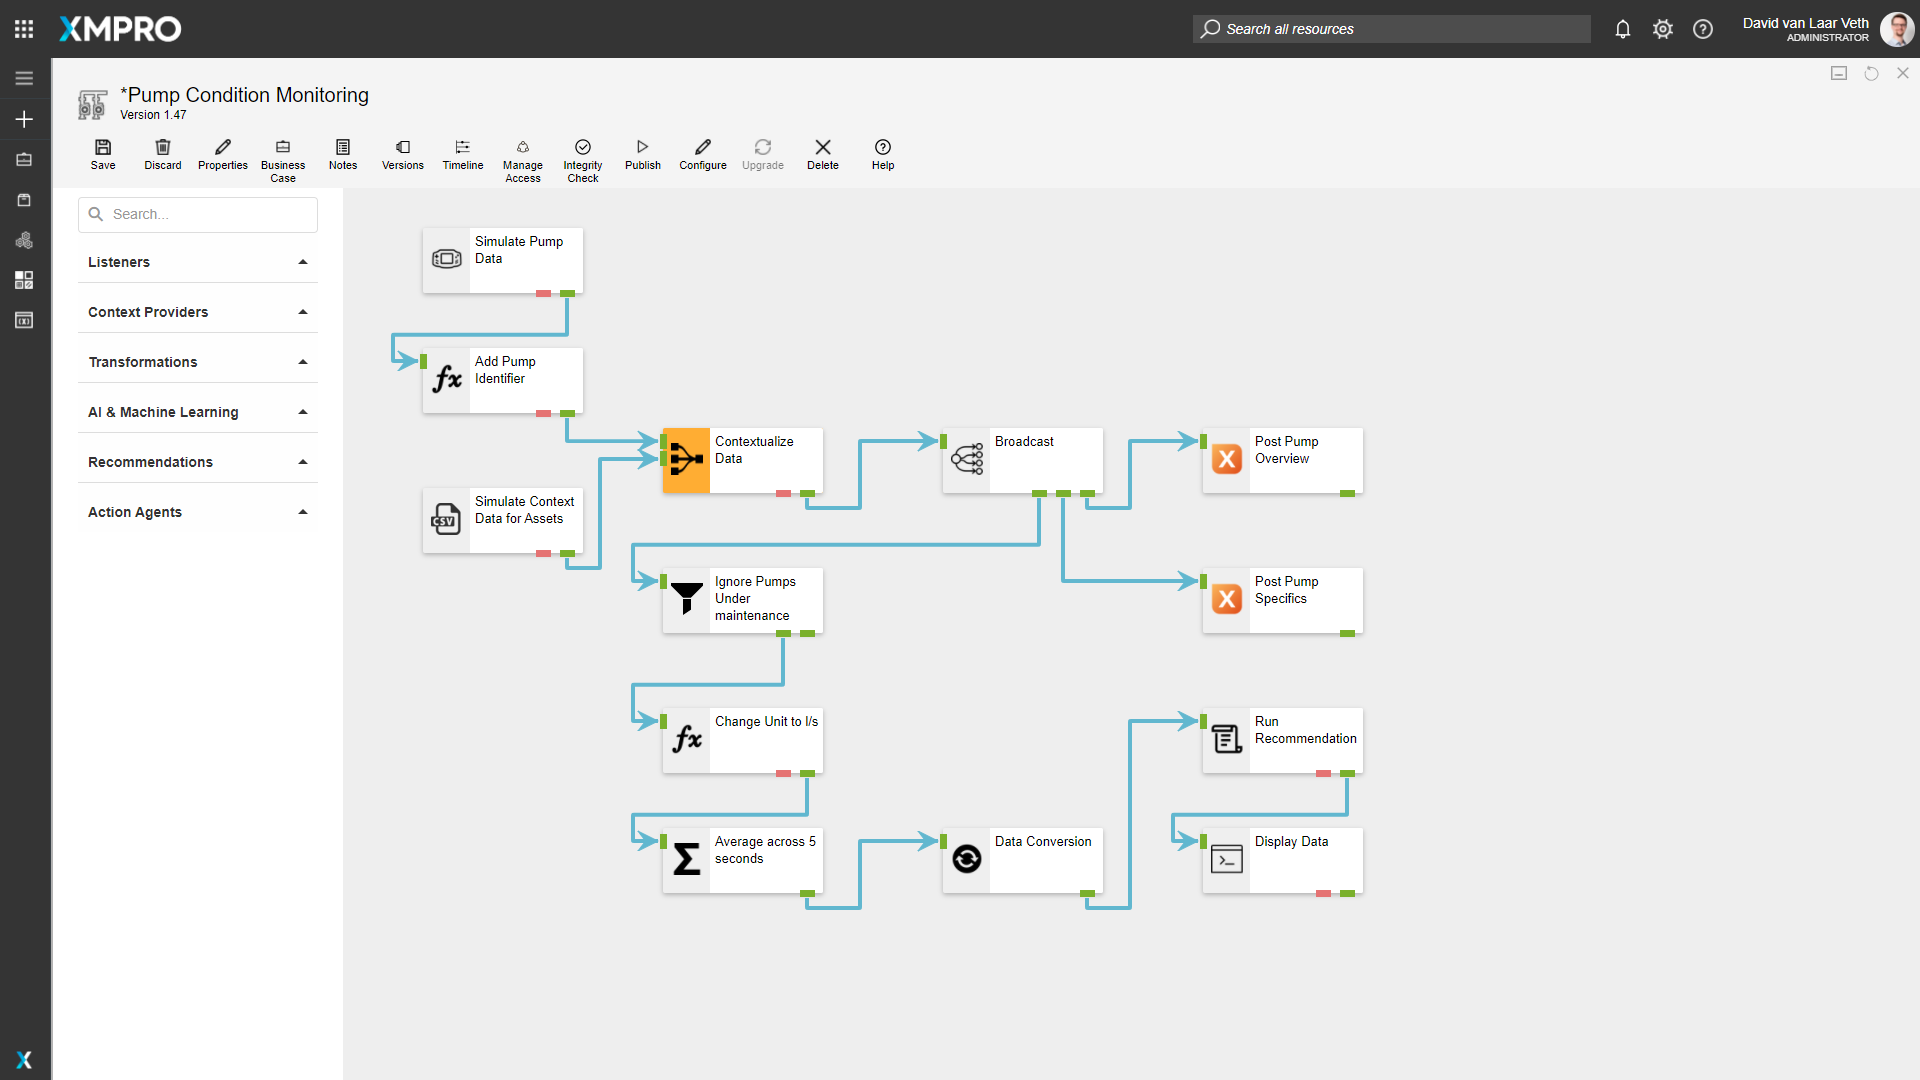 XMPRO
Search all resources
David van Laar Veth
ADMINISTRATOR
*Pump Condition Monitoring
Version 1.47
Save
Discard
Properties
Business
Case
Notes
Versions
Timeline
Manage
Access
Integrity
Check
Publish
Configure
Upgrade
Delete
Help
Search...
Listeners
Context Providers
Transformations
AI & Machine Learning
Recommendations
Action Agents
Simulate Pump
Data
Add Pump
Identifier
fx
Contextualize
Data
Broadcast
Post Pump
Overview
X
Simulate Context
Data for Assets
CSV
Ignore Pumps
Under
maintenance
Post Pump
Specifics
X
Change Unit to l/s
fx
Run
Recommendation
Average across 5
seconds
Σ
Data Conversion
Display Data
X